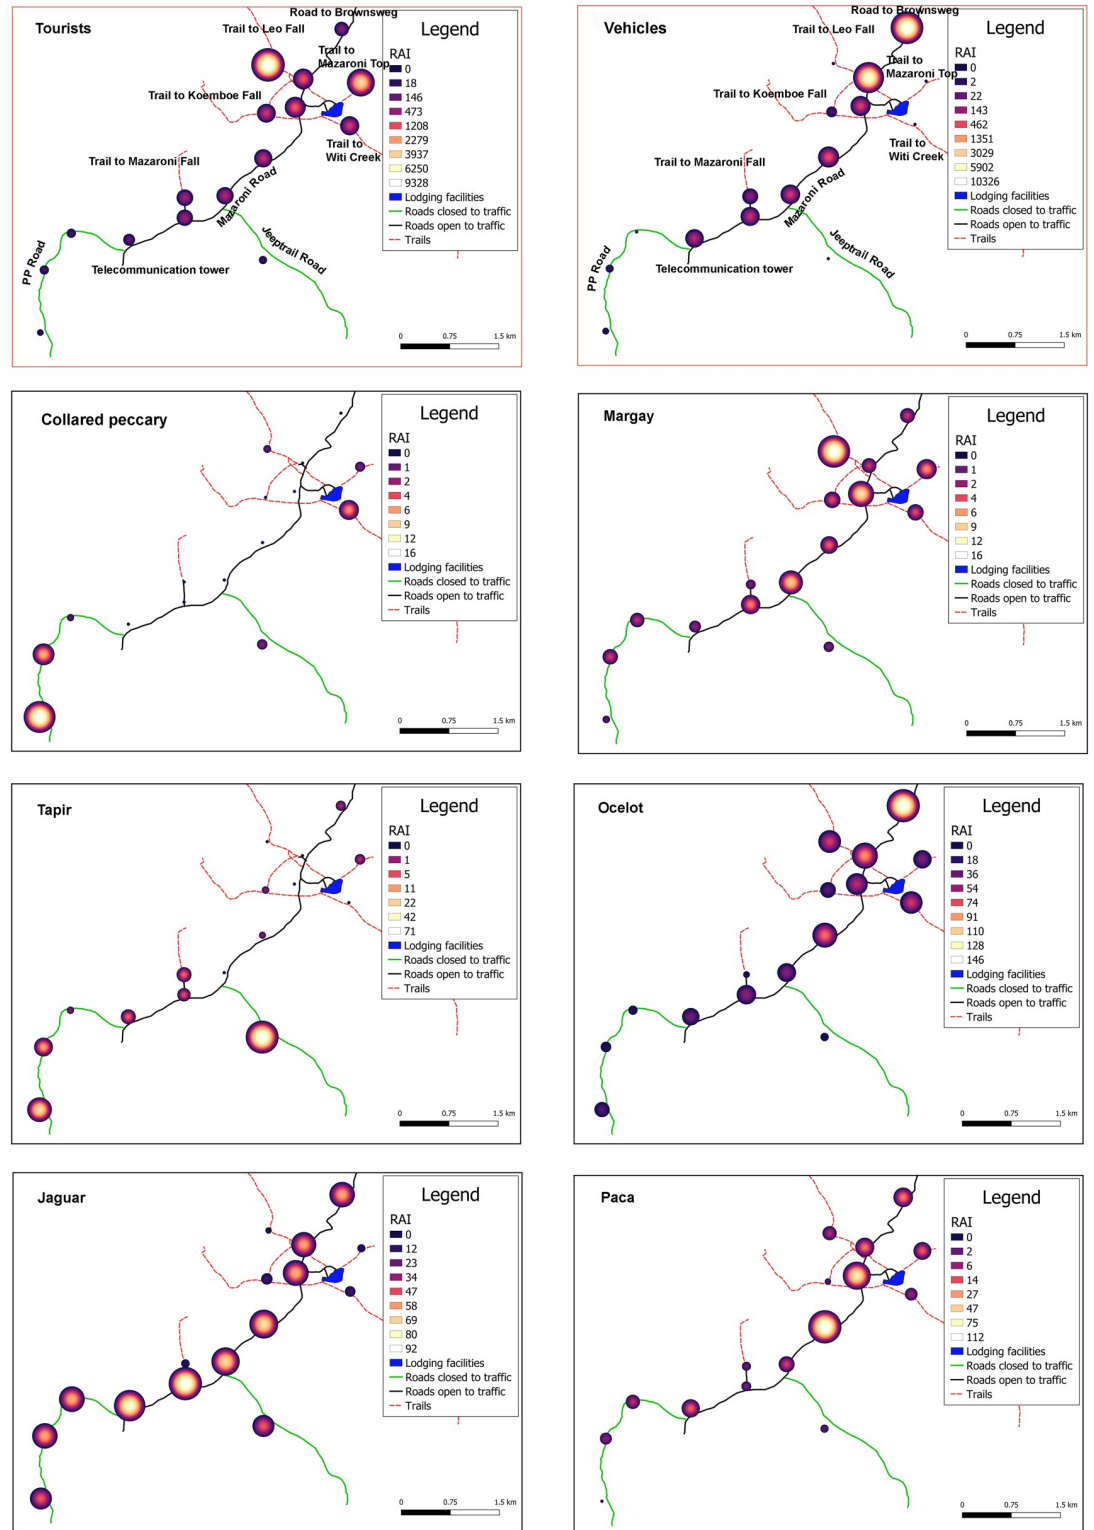 Tourists
Road to Brownsweg
Trail to Leo Fall
Trail to
Mazaroni Top
Trail to Koemboe Fall
Trail to
Witi Creek
Trail to Mazaroni Fall
Mazaroni Road
Jeeptrail Road
PP Road
Telecommunication tower
Legend
RAI
0
18
146
473
1208
2279
3937
6250
9328
Lodging facilities
Roads closed to traffic
Roads open to traffic
Trails
0 0.75 1.5 km
Vehicles
Road to Brownsweg
Trail to Leo Fall
Trail to
Mazaroni Top
Trail to Koemboe Fall
Trail to
Witi Creek
Trail to Mazaroni Fall
Mazaroni Road
Jeeptrail Road
PP Road
Telecommunication tower
Legend
RAI
0
2
22
143
462
1351
3029
5902
10326
Lodging facilities
Roads closed to traffic
Roads open to traffic
Trails
0 0.75 1.5 km
Collared peccary
Legend
RAI
0
1
2
4
6
9
12
16
Lodging facilities
Roads closed to traffic
Roads open to traffic
Trails
0 0.75 1.5 km
Margay
Legend
RAI
0
1
2
4
6
9
12
16
Lodging facilities
Roads closed to traffic
Roads open to traffic
Trails
0 0.75 1.5 km
Tapir
Legend
RAI
0
1
5
11
22
42
71
Lodging facilities
Roads closed to traffic
Roads open to traffic
Trails
0 0.75 1.5 km
Ocelot
Legend
RAI
0
18
36
54
74
91
110
128
146
Lodging facilities
Roads closed to traffic
Roads open to traffic
Trails
0 0.75 1.5 km
Jaguar
Legend
RAI
0
12
23
34
47
58
69
80
92
Lodging facilities
Roads closed to traffic
Roads open to traffic
Trails
0 0.75 1.5 km
Paca
Legend
RAI
0
2
6
14
27
47
75
112
Lodging facilities
Roads closed to traffic
Roads open to traffic
Trails
0 0.75 1.5 km